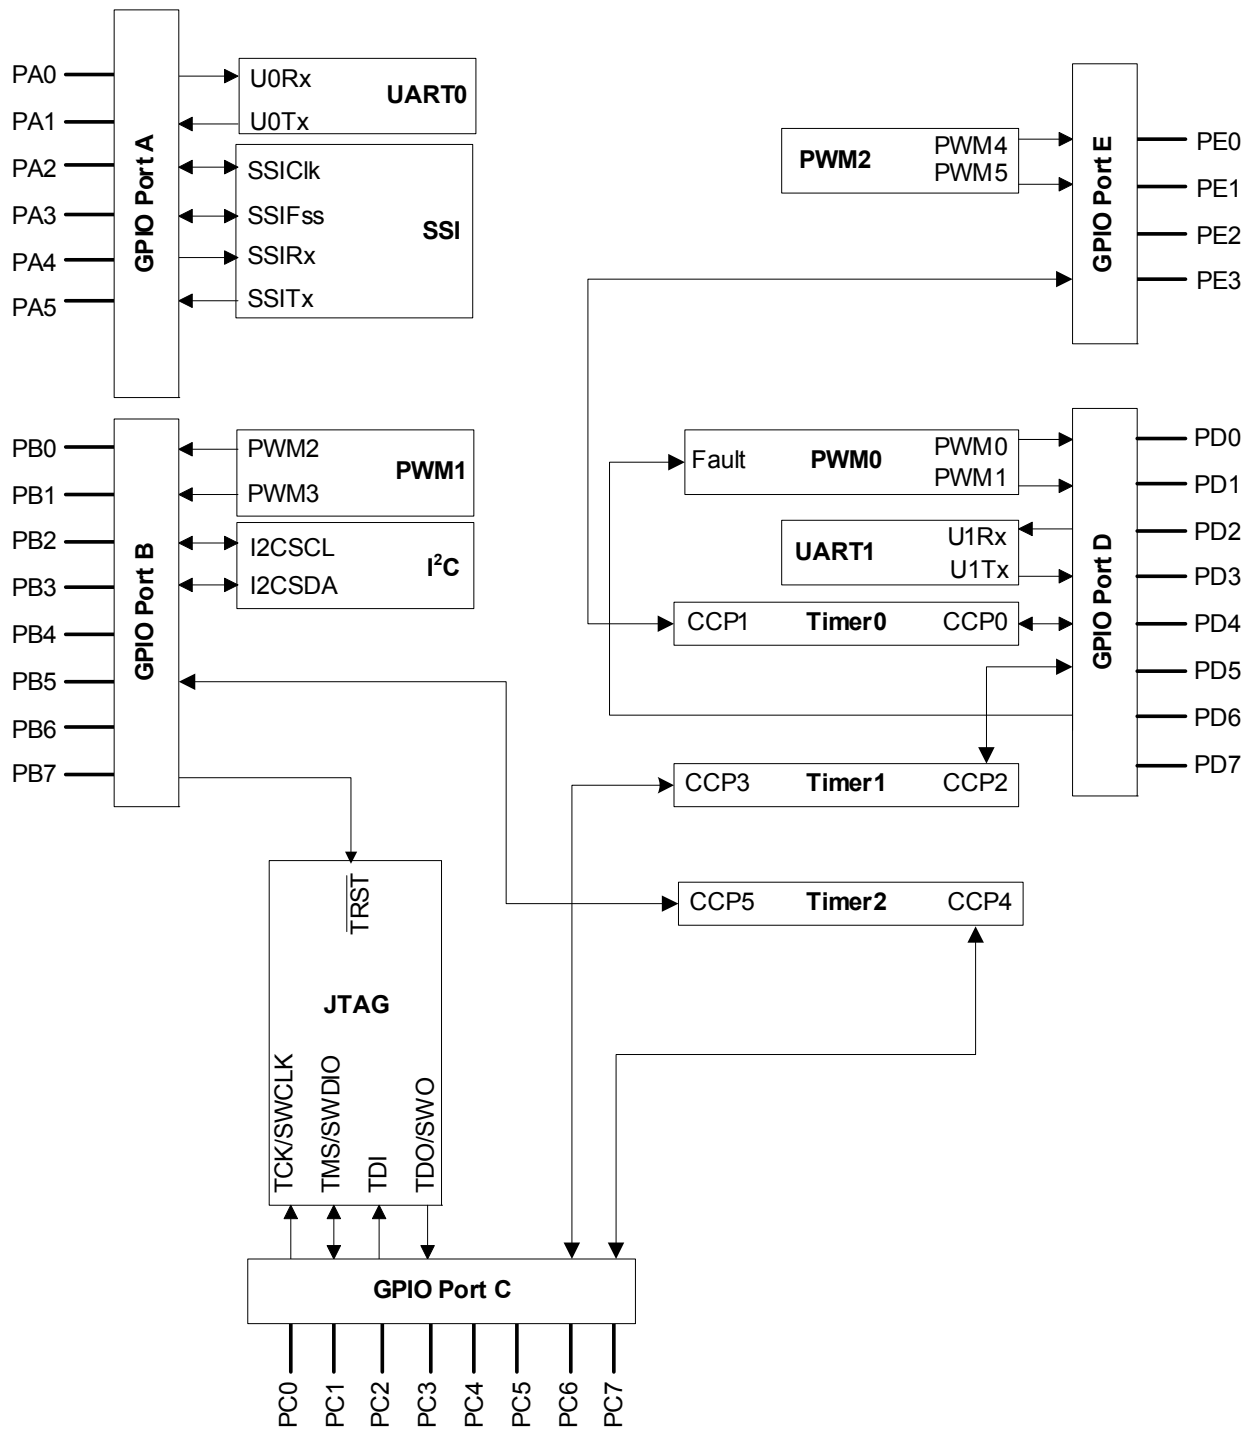 PA0
PA1
PA2
PA3
PA4
PA5
GPIO Port A
U0Rx
U0Tx
UART0
SSIClk
SSIFss
SSIRx
SSITx
SSI
PWM2
PWM4
PWM5
GPIO Port E
PE0
PE1
PE2
PE3
PB0
PB1
PB2
PB3
PB4
PB5
PB6
PB7
GPIO Port B
PWM2
PWM3
PWM1
I2CSCL
I2CSDA
I²C
Fault
PWM0
PWM0
PWM1
UART1
U1Rx
U1Tx
CCP1 Timer0 CCP0
CCP3 Timer1 CCP2
CCP5 Timer2 CCP4
GPIO Port D
PD0
PD1
PD2
PD3
PD4
PD5
PD6
PD7
TRST
JTAG
TCK/SWCLK
TMS/SWDIO
TDI
TDO/SWO
GPIO Port C
PC0
PC1
PC2
PC3
PC4
PC5
PC6
PC7